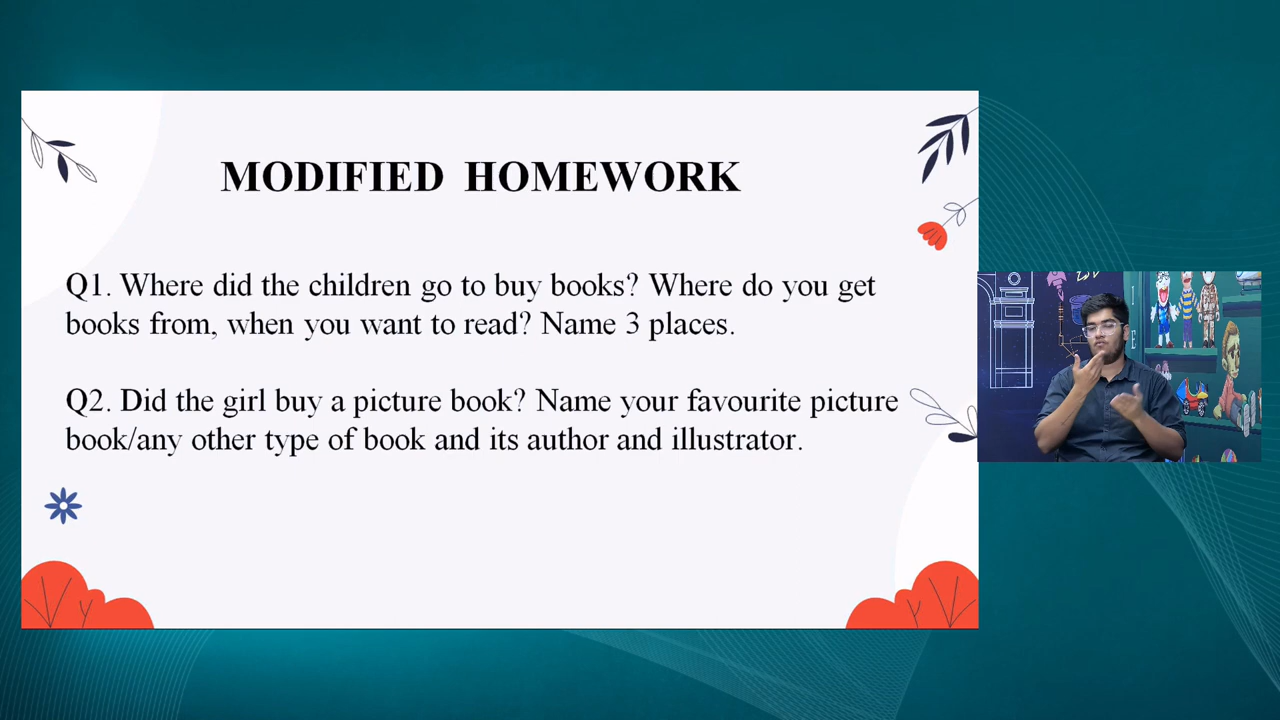 MODIFIED HOMEWORK
Q1. Where did the children go to buy books? Where do you get
books from, when you want to read? Name 3 places.
Q2. Did the girl buy a picture book? Name your favourite picture
book/any other type of book and its author and illustrator.